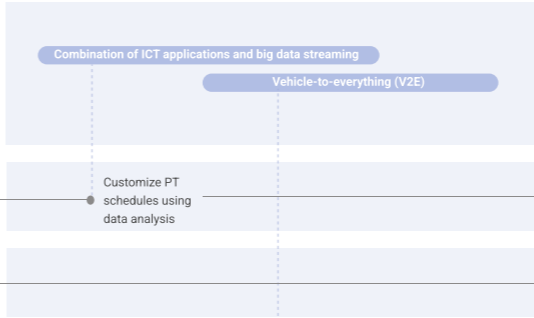 Combination of ICT applications and big data streaming
Vehicle-to-everything (V2E)
Customize PT
schedules using
data analysis